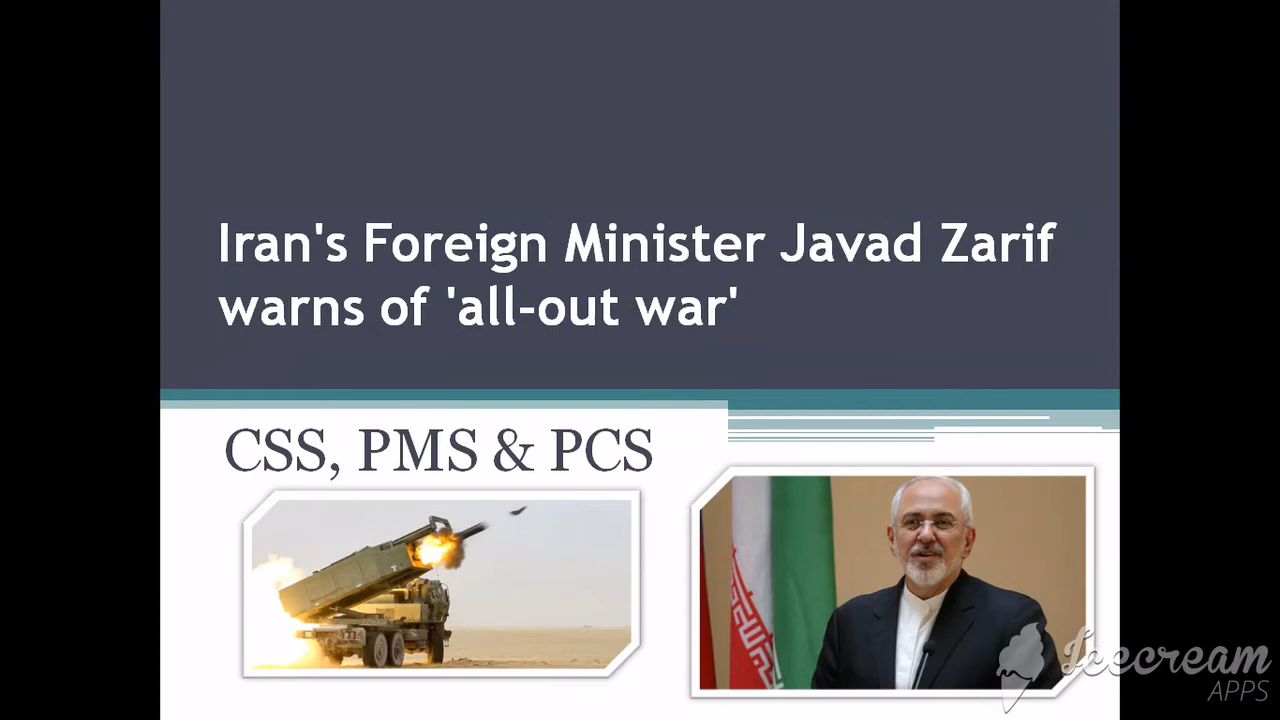 Iran's Foreign Minister Javad Zarif
warns of 'all-out war'
CSS, PMS & PCS
Icecream
APPS